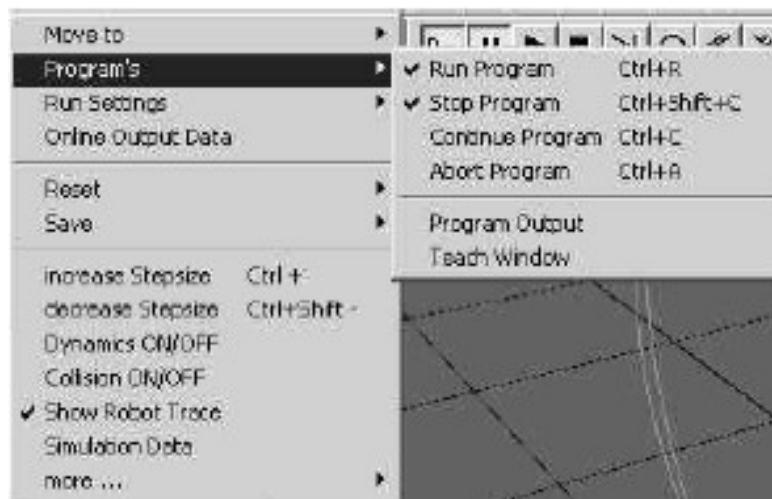 Move to
Program's
Run Settings
Online Output Data
Reset
Save
increase Stepsize Ctrl +
decrease Stepsize Ctrl+Shift -
Dynamics ON/OFF
Collision ON/OFF
Show Robot Trace
Simulation Data
more ...
Run Program Ctrl+R
Stop Program Ctrl+Shift+C
Continue Program Ctrl+C
Abort Program Ctrl+A
Program Output
Teach Window